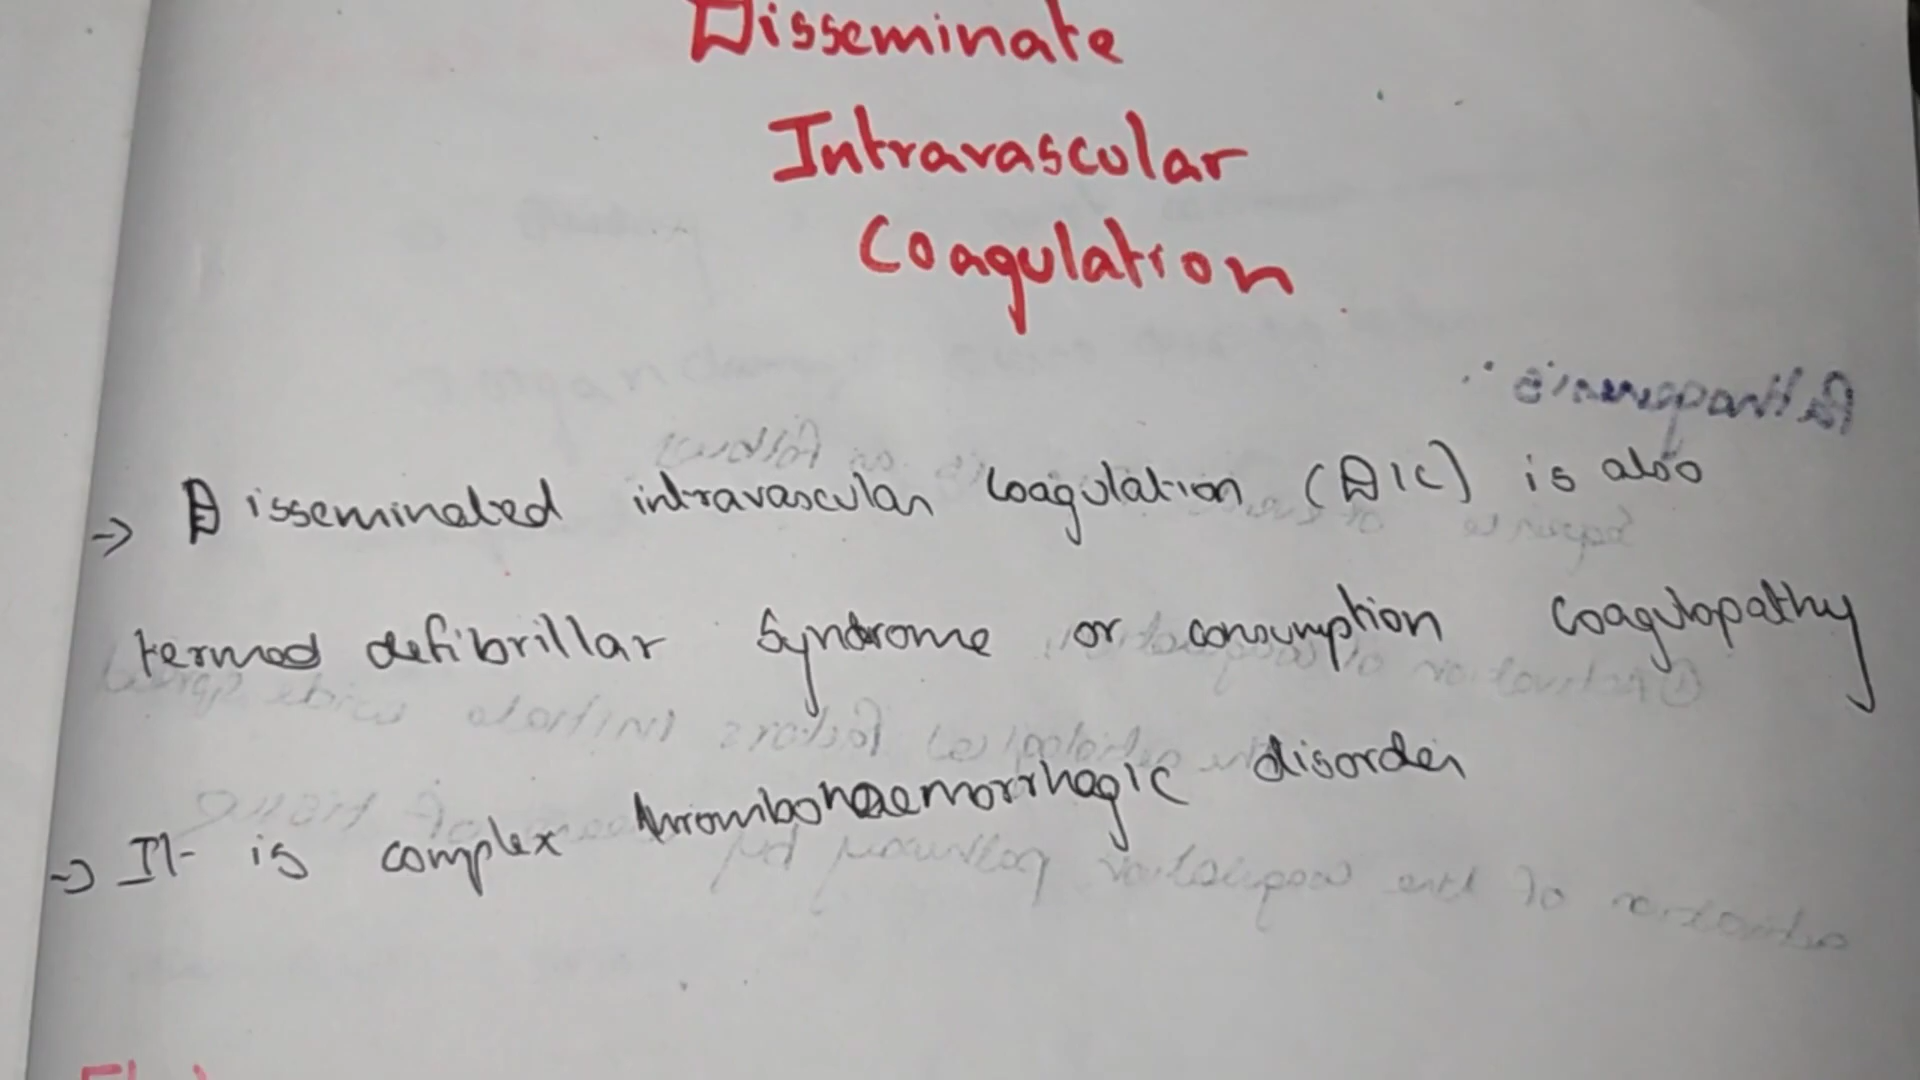 Disseminate
Intravascular
Coagulation
→ Disseminated intravascular coagulation (DIC) is also
termed defibrillar Syndrome or consumption coagulopathy
→ It is complex thrombohaemorrhagic disorder